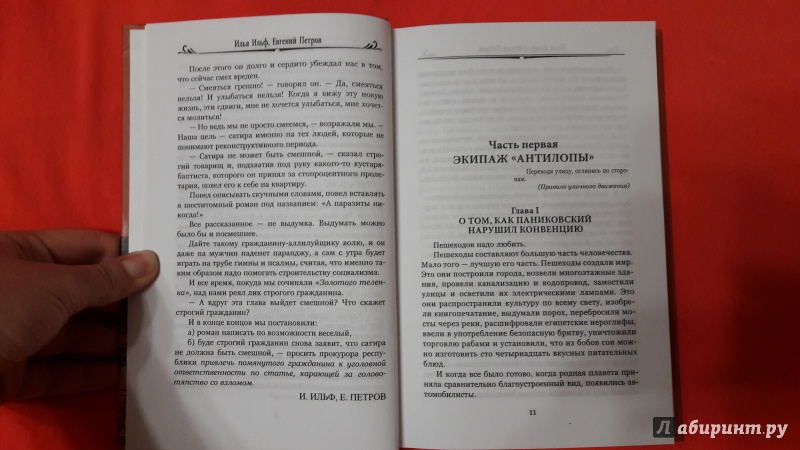 Илья Ильф, Евгений Петров
После этого он долго и сердито убеждал нас в том,
что сейчас смех вреден.
— Смеяться грешно! — говорил он. — Да, смеяться
нельзя! И улыбаться нельзя! Когда я вижу эту новую
жизнь, эти сдвиги, мне не хочется улыбаться, мне хочет-
ся молиться!
— Но ведь мы не просто смеемся, — возражали мы. —
Наша цель — сатира именно на тех людей, которые не
понимают реконструктивного периода.
— Сатира не может быть смешной, — сказал стро-
гий товарищ и, подхватив под руку какого-то кустаря-
баптиста, которого он принял за стопроцентного проле-
тария, повел его к себе на квартиру.
Повел описывать скучными словами, повел вставлять
в шеститомный роман под названием: «А паразиты ни-
когда!»
Все рассказанное — не выдумка. Выдумать можно
было бы и посмешнее.
Дайте такому гражданину-аллилуйщику волю, и он
даже на мужчин наденет паранджу, а сам с утра будет
играть на трубе гимны и псалмы, считая, что именно та-
ким образом надо помогать строительству социализма.
И все время, покуда мы сочиняли «Золотого телен-
ка», над нами реял лик строгого гражданина.
— А вдруг эта глава выйдет смешной? Что скажет
строгий гражданин?
И в конце концов мы постановили:
а) роман написать по возможности веселый,
б) буде строгий гражданин снова заявит, что сатира
не должна быть смешной, — просить прокурора респу-
блики привлечь помянутого гражданина к уголовной
ответственности по статье, карающей за голово-
тяпство со взломом.
И. ИЛЬФ, Е. ПЕТРОВ
Часть первая
ЭКИПАЖ «АНТИЛОПЫ»
Переходя улицу, оглянись по сторо-
нам.
(Правило уличного движения)
Глава I
О ТОМ, КАК ПАНИКОВСКИЙ
НАРУШИЛ КОНВЕНЦИЮ
Пешеходов надо любить.
Пешеходы составляют большую часть человечества.
Мало того — лучшую его часть. Пешеходы создали мир.
Это они построили города, возвели многоэтажные зда-
ния, провели канализацию и водопровод, замостили
улицы и осветили их электрическими лампами. Это
они распространили культуру по всему свету, изобре-
ли книгопечатание, выдумали порох, перебросили мо-
сты через реки, расшифровали египетские иероглифы,
ввели в употребление безопасную бритву, уничтожили
торговлю рабами и установили, что из бобов сои мож-
но изготовить сто четырнадцать вкусных питательных
блюд.
И когда все было готово, когда родная планета при-
няла сравнительно благоустроенный вид, появились ав-
томобилисты.
11
Лабиринт.ру